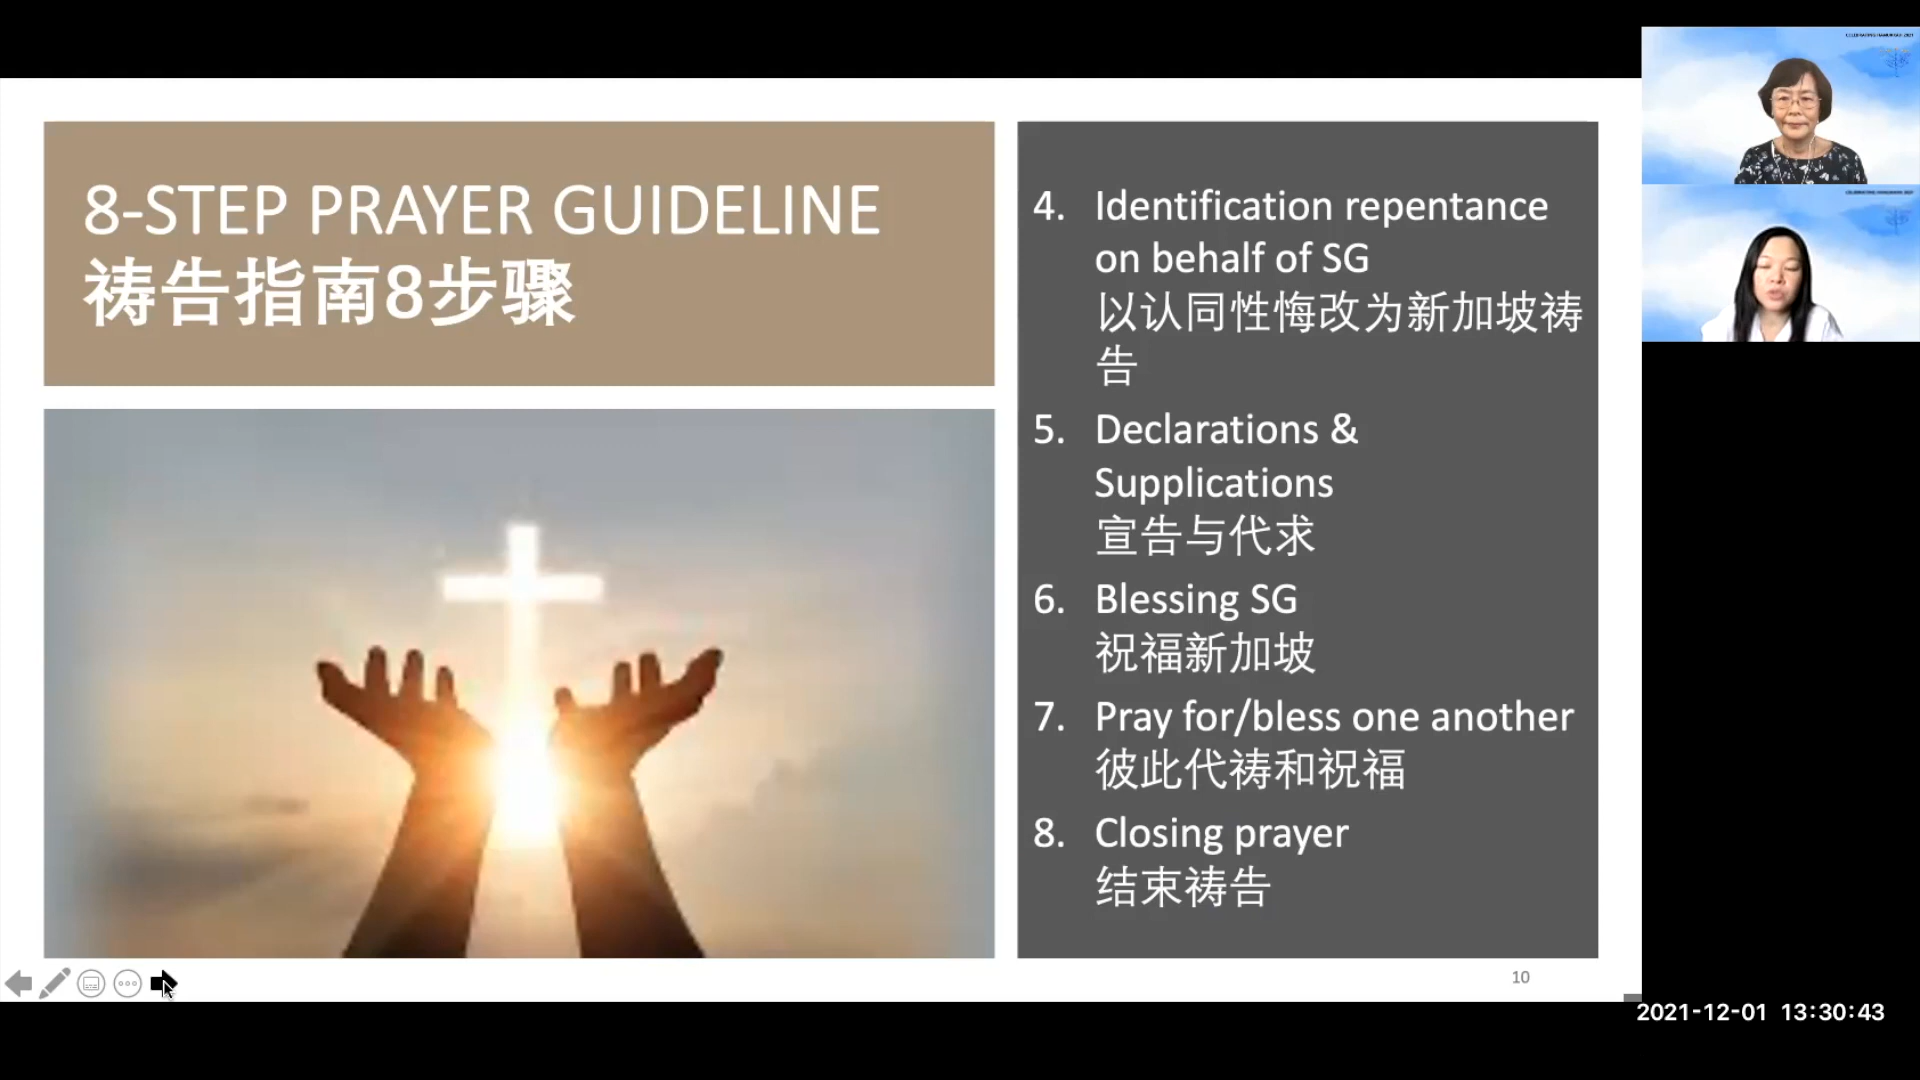 8-STEP PRAYER GUIDELINE
祷告指南8步骤
4. Identification repentance
on behalf of SG
以认同性悔改为新加坡祷
告
5. Declarations &
Supplications
宣告与代求
6. Blessing SG
祝福新加坡
7. Pray for/bless one another
彼此代祷和祝福
8. Closing prayer
结束祷告
10
2021-12-01 13:30:43